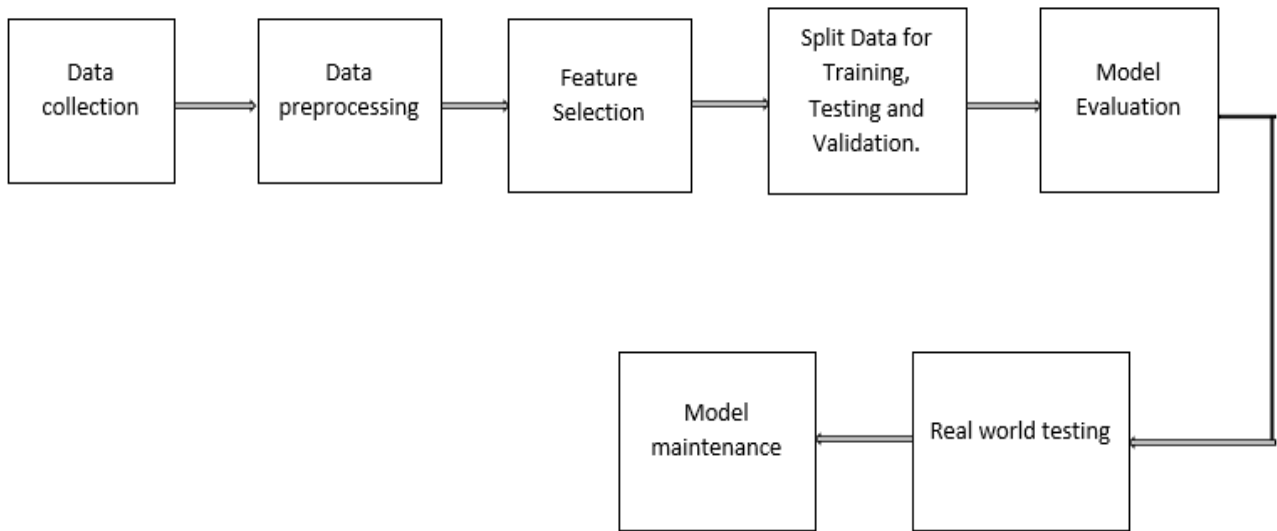 Data
collection
Data
preprocessing
Feature
Selection
Split Data for
Training,
Testing and
Validation.
Model
Evaluation
Real world testing
Model
maintenance